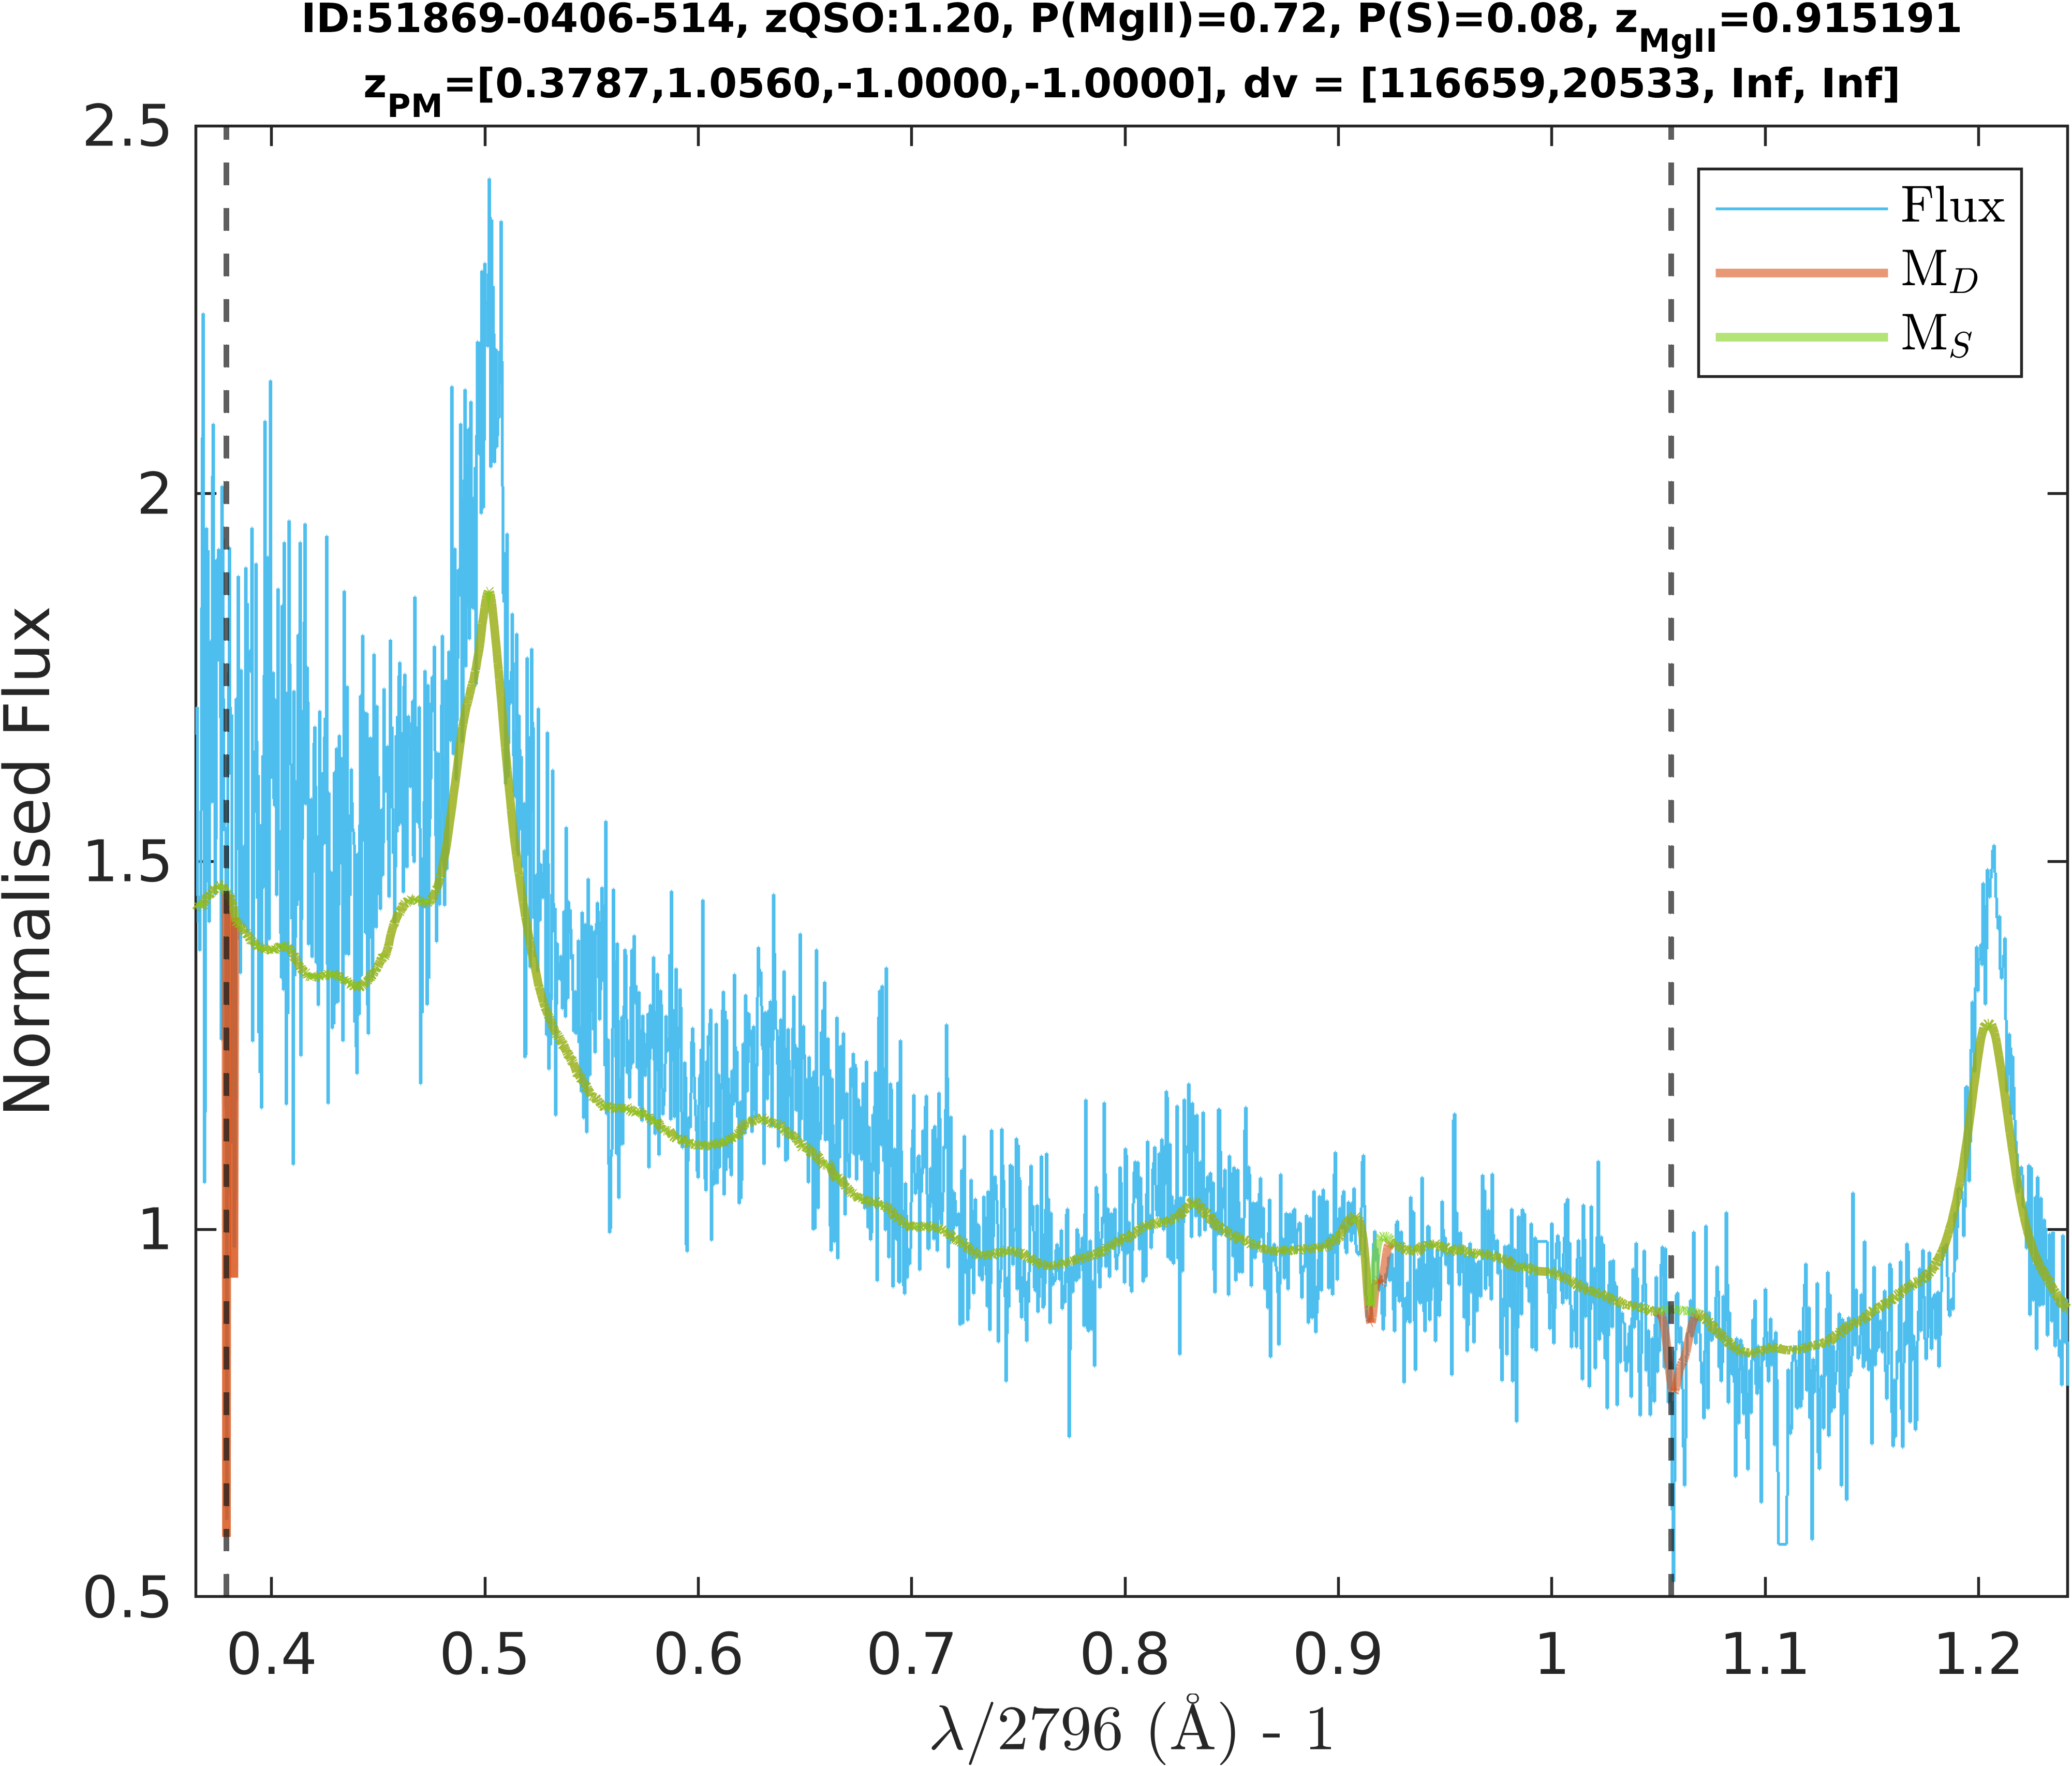 ID:51869-0406-514, zQSO:1.20, P(MgII)=0.72, P(S)=0.08, zMgII=0.915191
zPM=[0.3787,1.0560,-1.0000,-1.0000], dv = [116659,20533, Inf, Inf]
2.5
2
1.5
1
0.5
Normalised Flux
Flux
MD
MS
0.4 0.5 0.6 0.7 0.8 0.9 1 1.1 1.2
λ/2796 (Å) - 1